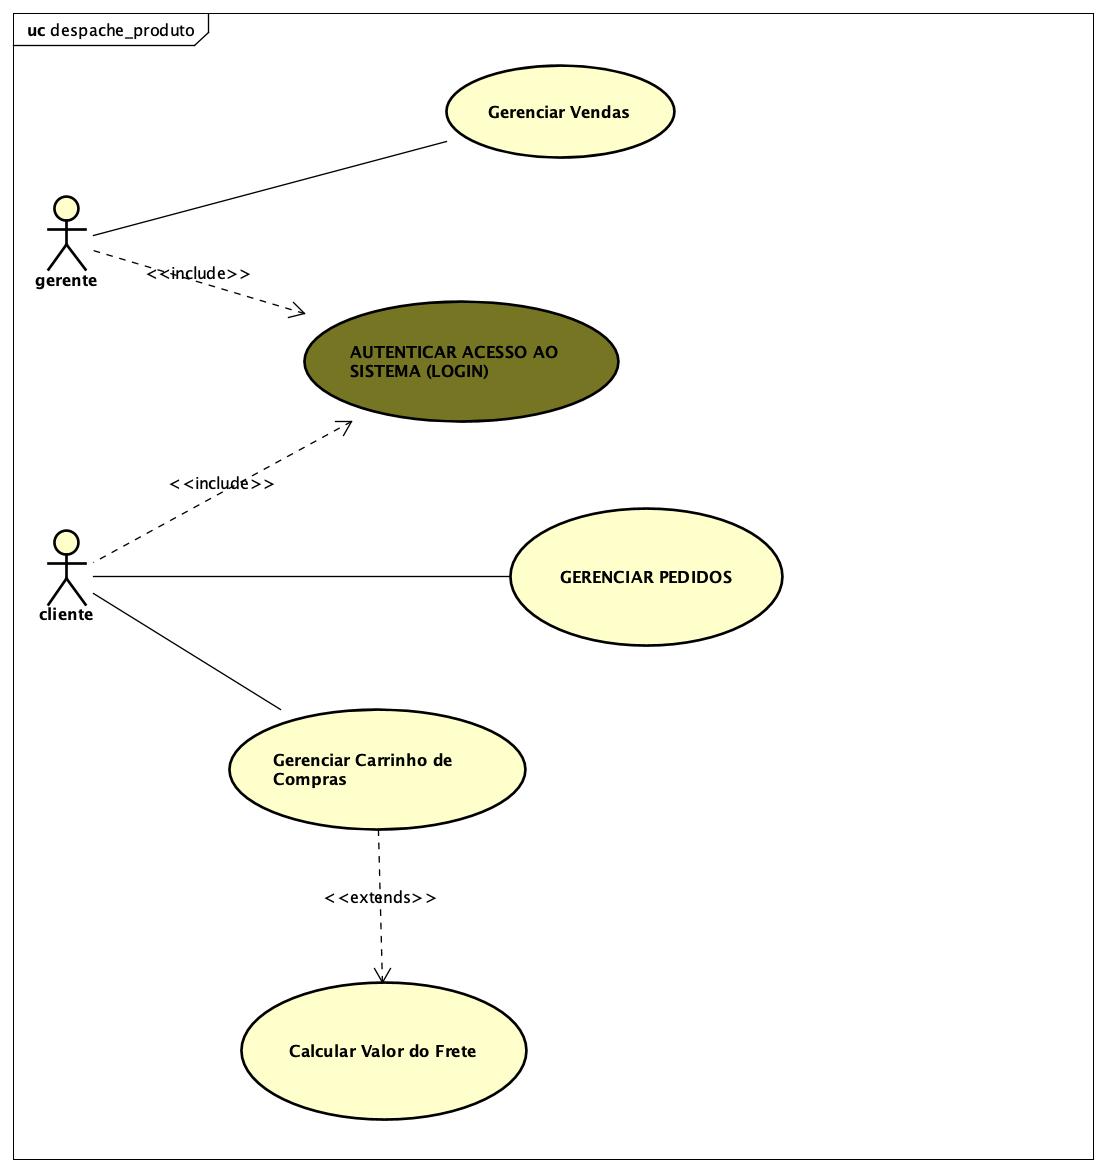 uc despache_produto
Gerenciar Vendas
gerente
<<include>>
AUTENTICAR ACESSO AO
SISTEMA (LOGIN)
<<include>>
GERENCIAR PEDIDOS
cliente
Gerenciar Carrinho de
Compras
<<extends>>
Calcular Valor do Frete